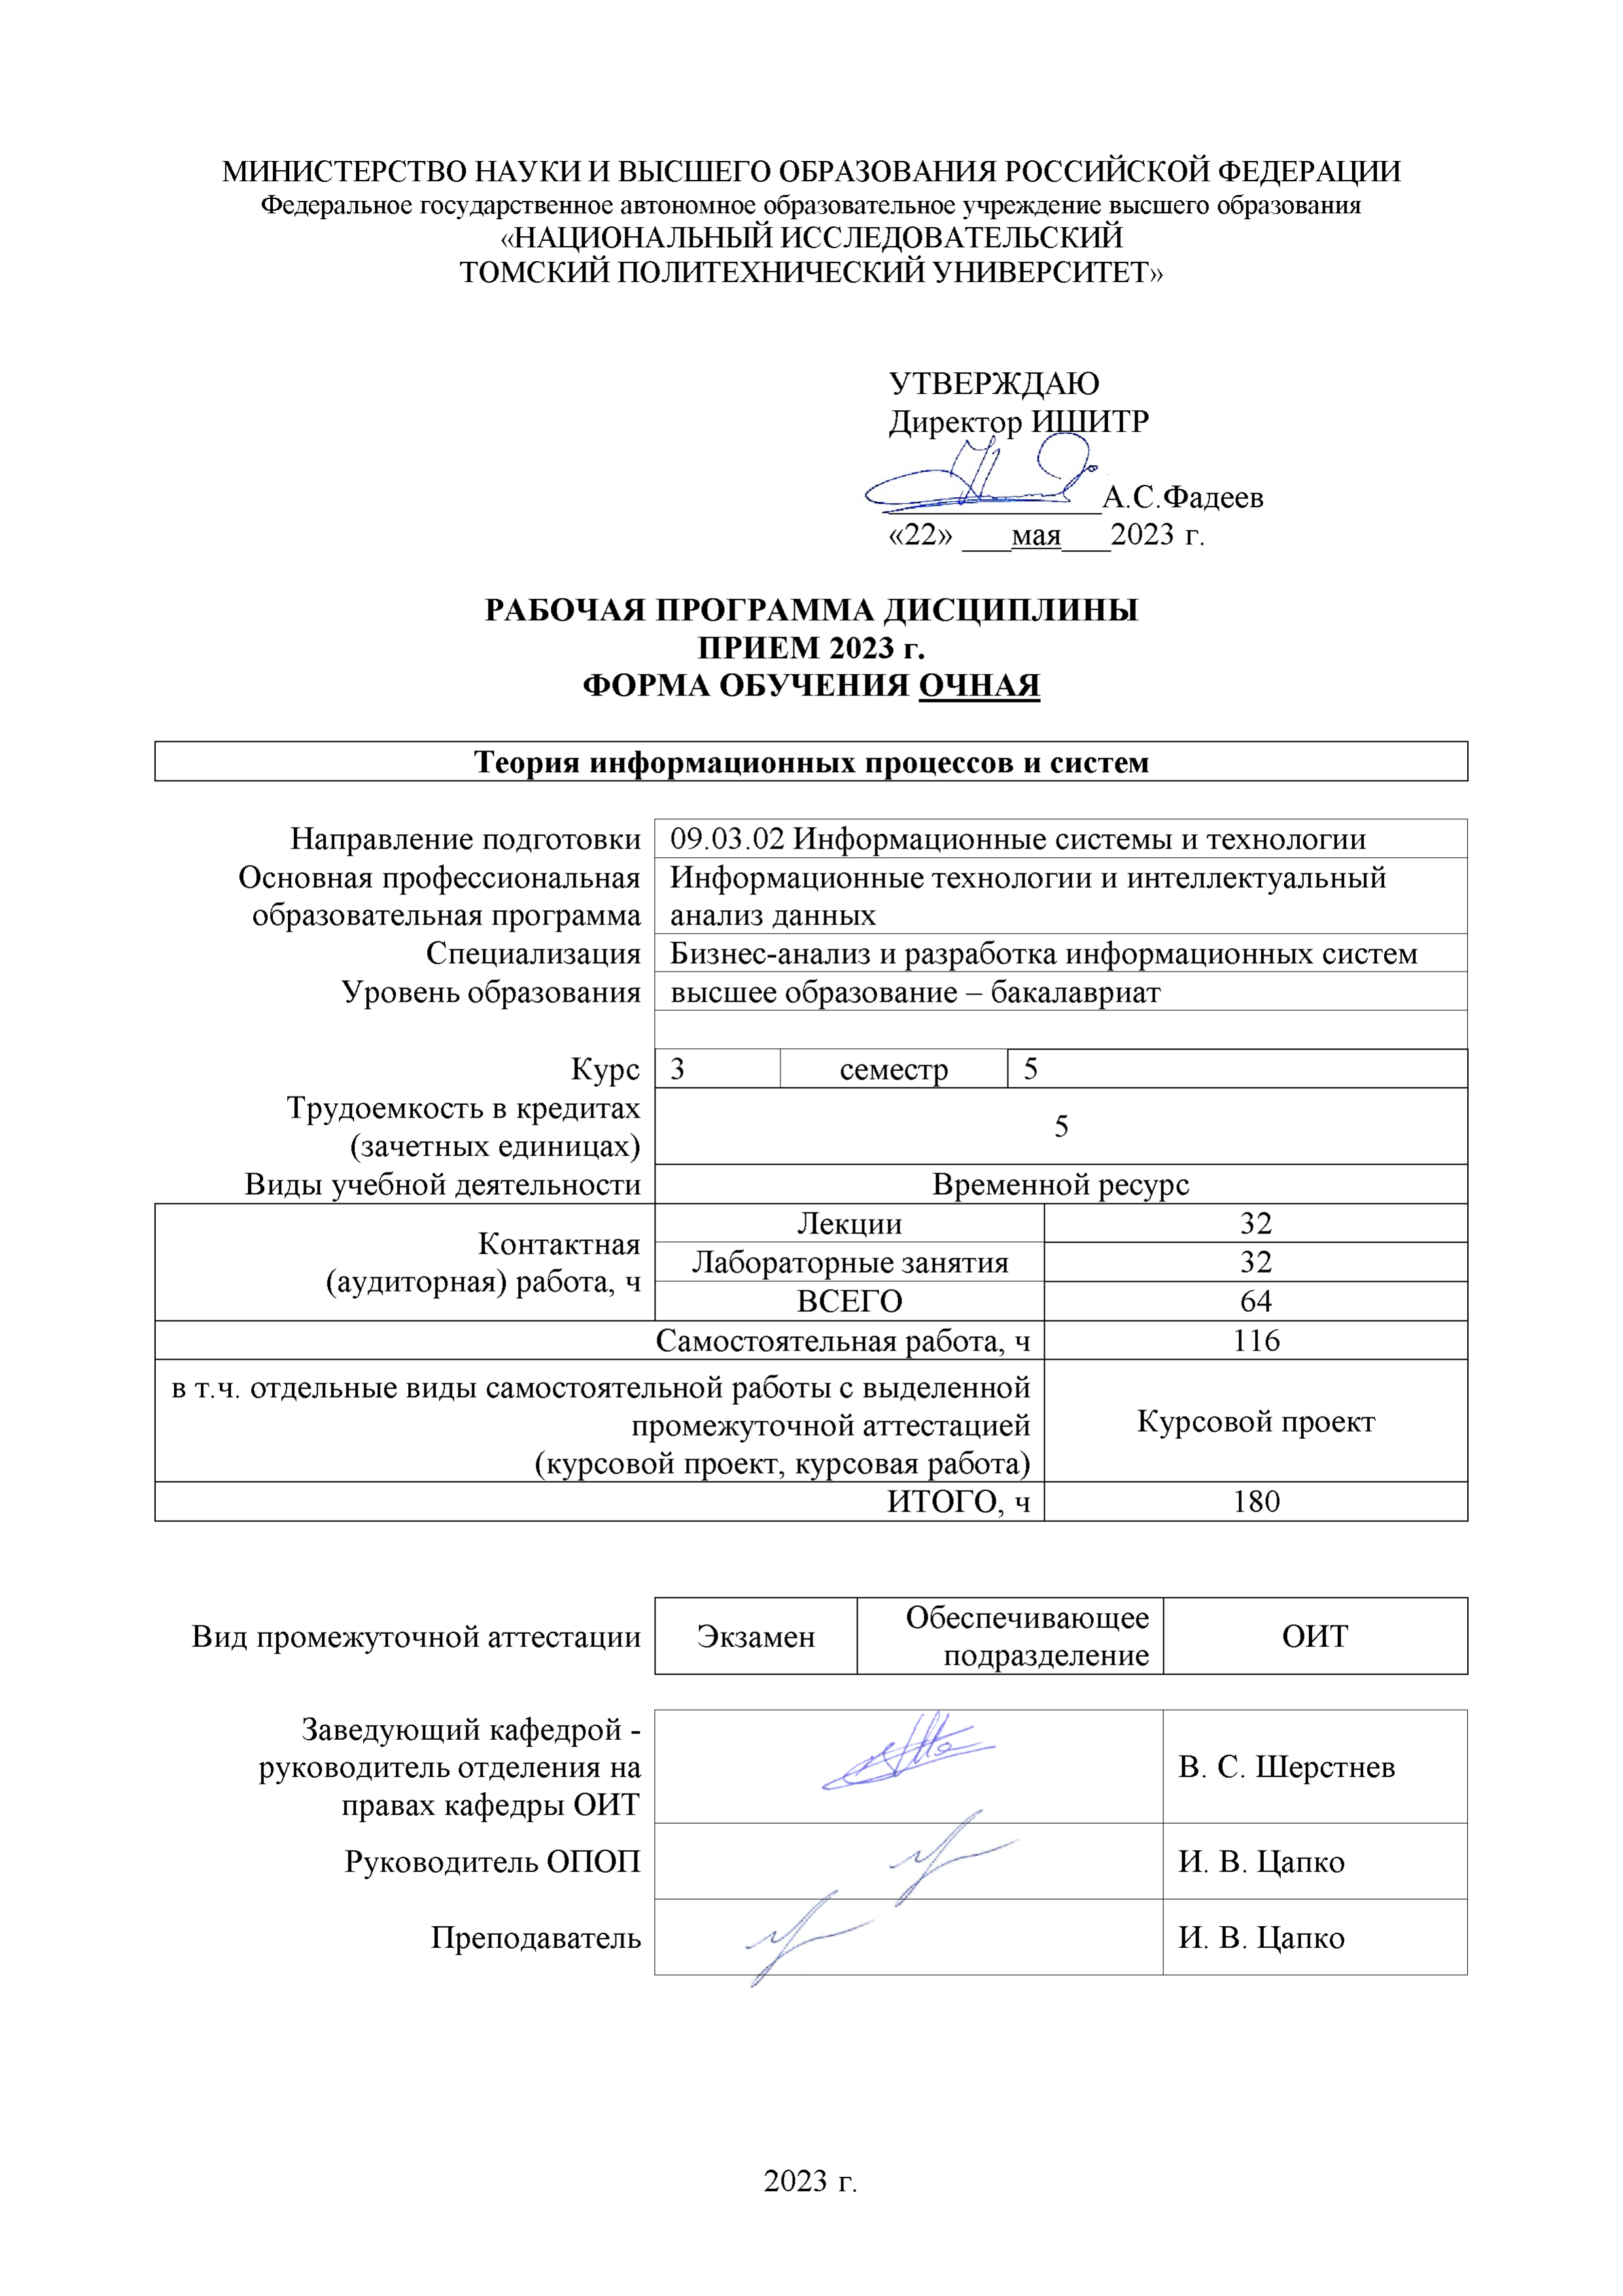 МИНИСТЕРСТВО НАУКИ И ВЫСШЕГО ОБРАЗОВАНИЯ РОССИЙСКОЙ ФЕДЕРАЦИИ
Федеральное государственное автономное образовательное учреждение высшего образования
«НАЦИОНАЛЬНЫЙ ИССЛЕДОВАТЕЛЬСКИЙ
ТОМСКИЙ ПОЛИТЕХНИЧЕСКИЙ УНИВЕРСИТЕТ»
УТВЕРЖДАЮ
Директор ИШИТР
_____________А.С.Фадеев
«22» ___мая___2023 г.
РАБОЧАЯ ПРОГРАММА ДИСЦИПЛИНЫ
ПРИЕМ 2023 г.
ФОРМА ОБУЧЕНИЯ ОЧНАЯ
Теория информационных процессов и систем
Направление подготовки 09.03.02 Информационные системы и технологии
Основная профессиональная Информационные технологии и интеллектуальный
образовательная программа анализ данных
Специализация Бизнес-анализ и разработка информационных систем
Уровень образования высшее образование – бакалавриат
Курс 3 семестр 5
Трудоемкость в кредитах
(зачетных единицах) 5
Виды учебной деятельности Временной ресурс
Контактная
(аудиторная) работа, ч
Лекции 32
Лабораторные занятия 32
ВСЕГО 64
Самостоятельная работа, ч 116
в т.ч. отдельные виды самостоятельной работы с выделенной
промежуточной аттестацией
(курсовой проект, курсовая работа)
Курсовой проект
ИТОГО, ч 180
Вид промежуточной аттестации Экзамен
Обеспечивающее
подразделение
ОИТ
Заведующий кафедрой -
руководитель отделения на
правах кафедры ОИТ
В. С. Шерстнев
Руководитель ОПОП И. В. Цапко
Преподаватель И. В. Цапко
2023 г.